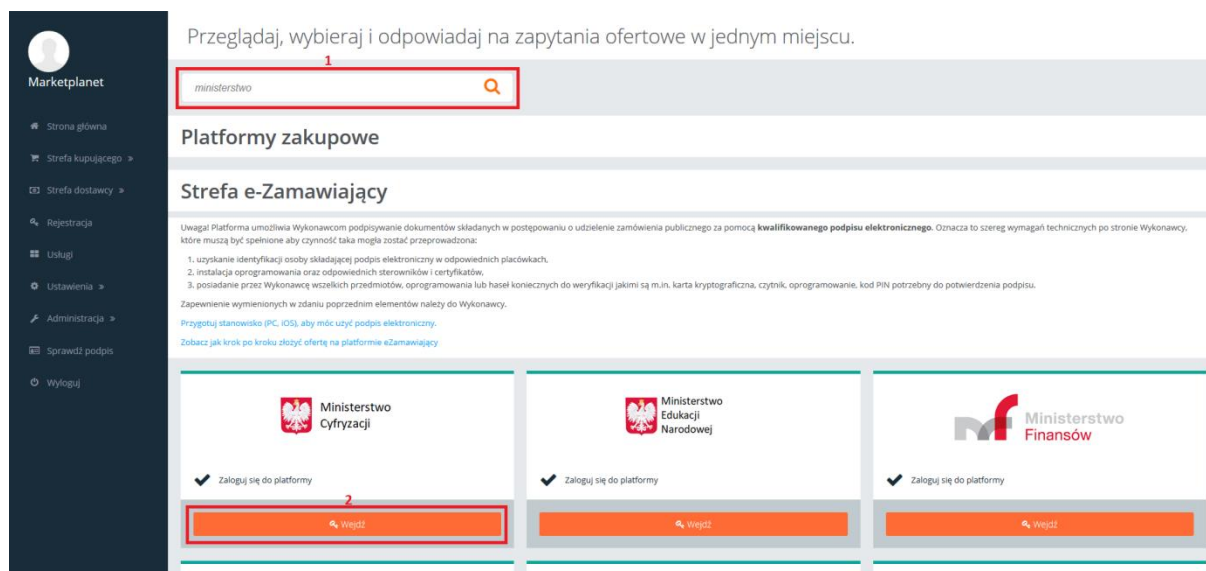 Przeglądaj, wybieraj i odpowiadaj na zapytania ofertowe w jednym miejscu.
1
Marketplanet
ministerstwo
Strona główna
Strefa kupującego »
Strefa dostawcy »
Rejestracja
Usługi
Ustawienia »
Administracja »
Sprawdź podpis
Wyloguj
Platformy zakupowe
Strefa e-Zamawiający
Uwaga! Platforma umożliwia Wykonawcom podpisywanie dokumentów składanych w postępowaniu o udzielenie zamówienia publicznego za pomocą kwalifikowanego podpisu elektronicznego. Oznacza to szereg wymagań technicznych po stronie Wykonawcy,
które muszą być spełnione aby czynność taka mogła zostać przeprowadzona:
1. uzyskanie identyfikacji osoby składającej podpis elektroniczny w odpowiednich placówkach,
2. instalacja oprogramowania oraz odpowiednich sterowników i certyfikatów,
3. posiadanie przez Wykonawcę wszelkich przedmiotów, oprogramowania lub haseł koniecznych do weryfikacji jakimi są m.in. karta kryptograficzna, czytnik, oprogramowanie, kod PIN potrzebny do potwierdzenia podpisu.
Zapewnienie wymienionych w zdaniu poprzednim elementów należy do Wykonawcy.
Przygotuj stanowisko (PC, iOS), aby móc użyć podpis elektroniczny.
Zobacz jak krok po kroku złożyć ofertę na platformie eZamawiający
Ministerstwo
Cyfryzacji
Zaloguj się do platformy
2
Wejdź
Ministerstwo
Edukacji
Narodowej
Zaloguj się do platformy
Wejdź
Ministerstwo
Finansów
Zaloguj się do platformy
Wejdź